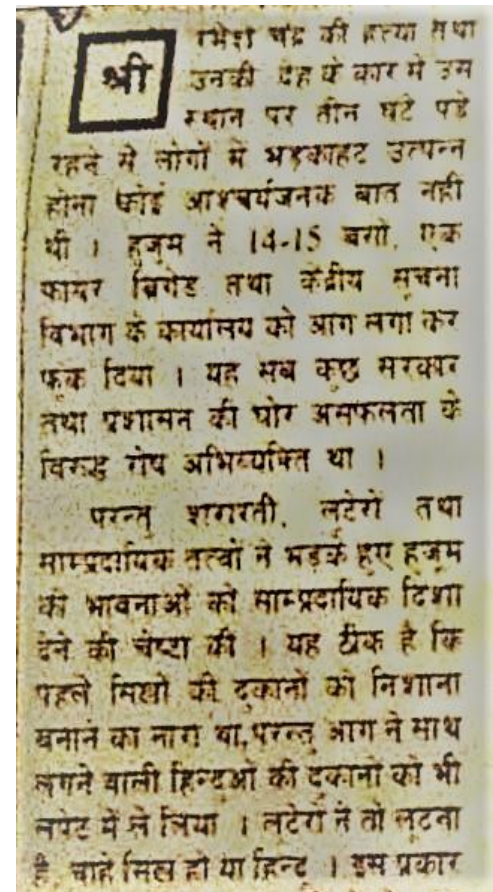 श्री रमेश चंद्र की हत्या तथा
उनकी देह के कार में उस
स्थान पर तीन घंटे पड़े
रहने से लोगों में भड़काहट उत्पन्न
होना कोई आश्चर्यजनक बात नहीं
थी । हजूम ने 14-15 बसों, एक
फायर ब्रिगेड तथा केंद्रीय सूचना
विभाग के कार्यालय को आग लगा कर
फूंक दिया । यह सब कुछ सरकार
तथा प्रशासन की घोर असफलता के
विरुद्ध रोष अभिव्यक्ति था ।
परन्तु शरारती, लुटेरों तथा
साम्प्रदायिक तत्वों ने भड़के हुए हजूम
की भावनाओं को साम्प्रदायिक दिशा
देने की चेष्टा की । यह ठीक है कि
पहले सिखों की दुकानों को निशाना
बनाने का नारा था,परन्तु आग ने साथ
लगने वाली हिन्दुओं की दुकानों को भी
लपेट में ले लिया । लुटेरों ने तो लूटना
है, चाहे सिख हो या हिन्दू । इस प्रकार